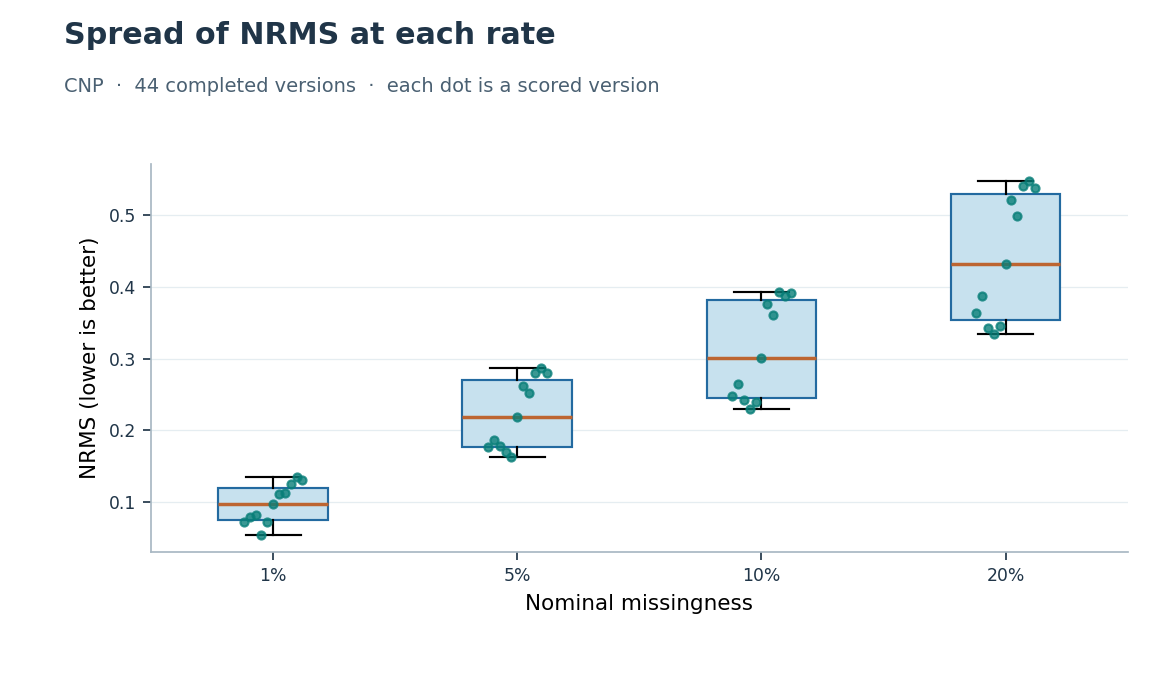 Spread of NRMS at each rate
CNP · 44 completed versions · each dot is a scored version
NRMS (lower is better)
0.5
0.4
0.3
0.2
0.1
1% 5% 10% 20%
Nominal missingness